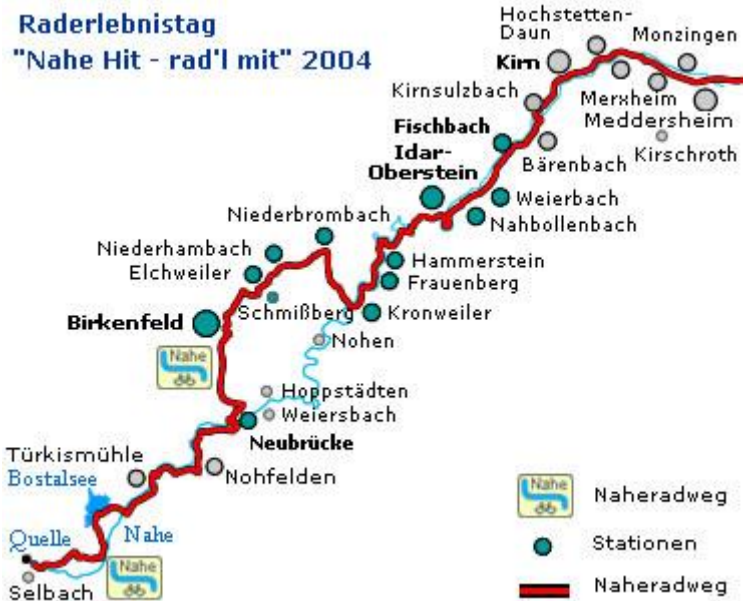 Raderlebnistag
"Nahe Hit - rad'l mit" 2004
Hochstetten-
Daun
Monzingen
Kirn
Kirnsulzbach
Merxheim
Meddersheim
Fischbach
Kirschroth
Idar-
Oberstein
Bärenbach
Weierbach
Niederbrombach
Nahbollenbach
Niederhambach
Hammerstein
Elchweiler
Frauenberg
Schmißberg
Kronweiler
Birkenfeld
Nohen
Nahe
Hoppstädten
Weiersbach
Neubrücke
Türkismühle
Nohfelden
Bostalsee
Nahe
Naheradweg
Quelle
Nahe
Stationen
Nahe
Selbach
Naheradweg